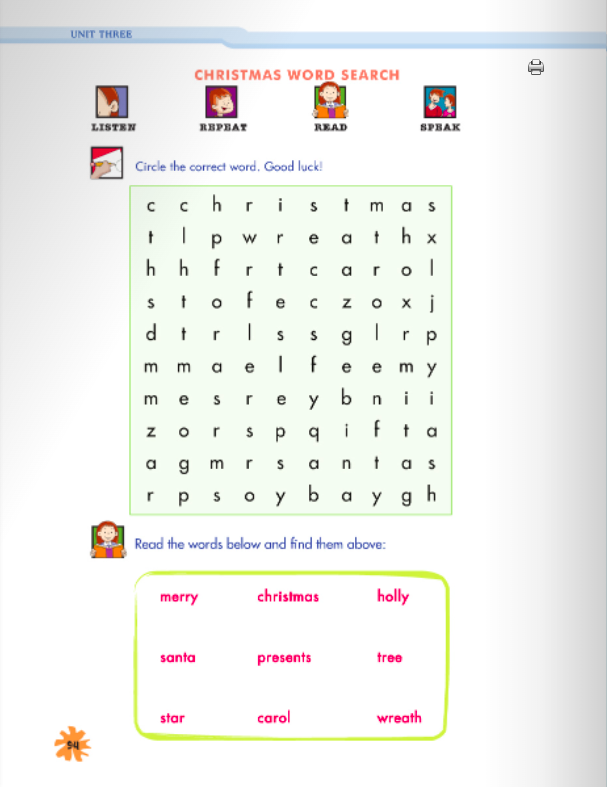 UNIT THREE
CHRISTMAS WORD SEARCH
LISTEN REPEAT READ SPEAK
Circle the correct word. Good luck!
c c h r i s t m a s
t l p w r e a t h x
h h f r t c a r o l
s t o f e c z o x j
d t r l s s g l r p
m m a e l f e e m y
m e s r e y b n i i
z o r s p q i f t a
a g m r s a n t a s
r p s o y b a y g h
Read the words below and find them above:
merry christmas holly
santa presents tree
star carol wreath
94